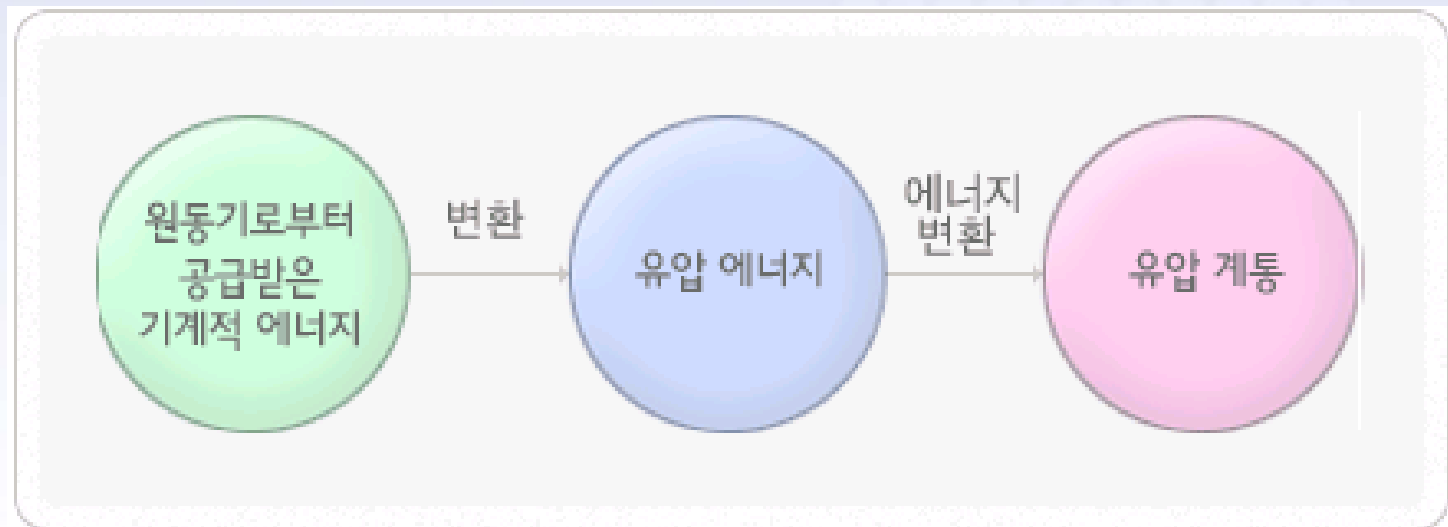 원동기로부터
공급받은
기계적 에너지
변환
유압 에너지
에너지
변환
유압 계통